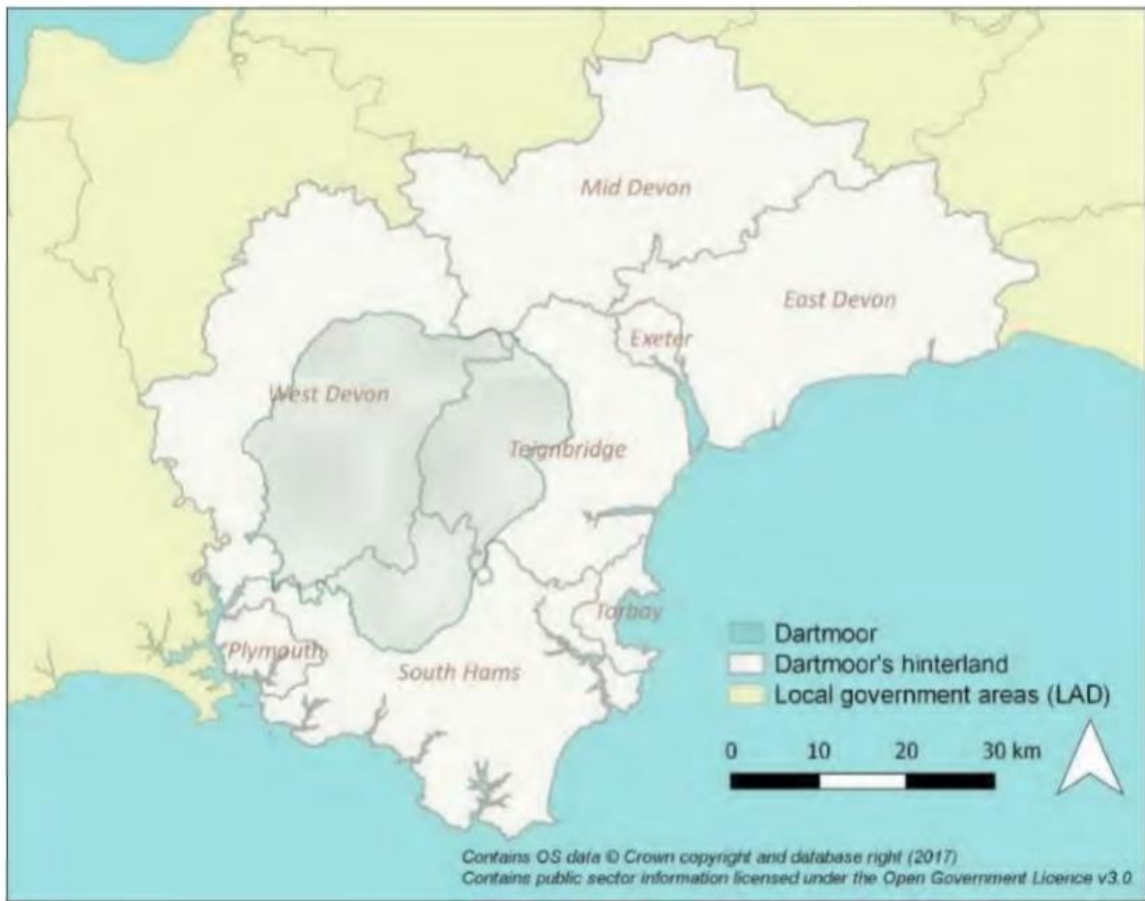 Mid Devon
East Devon
Exeter
West Devon
Teignbridge
Torbay
Plymouth
South Hams
Dartmoor
Dartmoor's hinterland
Local government areas (LAD)
0 10 20 30 km
Contains OS data © Crown copyright and database right (2017)
Contains public sector information licensed under the Open Government Licence v3.0